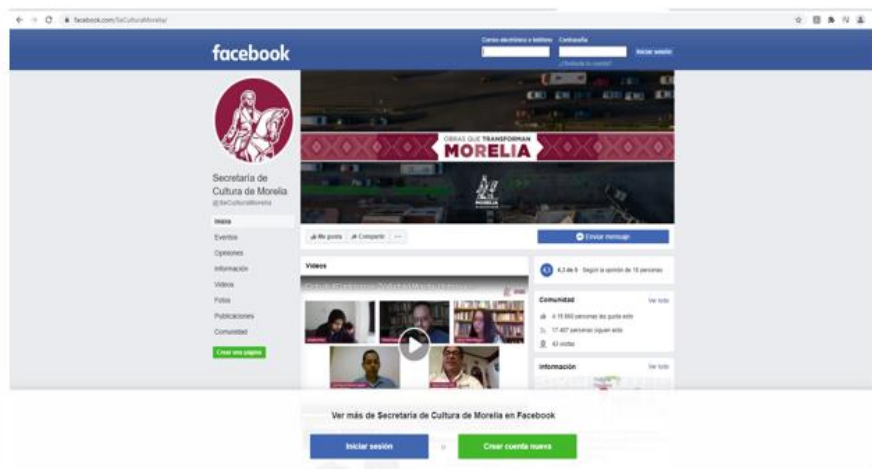 facebook.com/SeCulturaMorelia/
facebook
Correo electrónico o teléfono
Contraseña
Iniciar sesión
¿Olvidaste tu cuenta?
OBRAS QUE TRANSFORMAN
MORELIA
MORELIA
Secretaría de
Cultura de Morelia
@SeCulturaMorelia
Inicio
Eventos
Opiniones
Información
Videos
Fotos
Publicaciones
Comunidad
Crear una página
Me gusta
Compartir
Enviar mensaje
Videos
4,3
4,3 de 5 Según la opinión de 18 personas
Comunidad
Ver todo
A 15 660 personas les gusta esto
17 407 personas siguen esto
43 visitas
Información
Ver todo
Ver más de Secretaría de Cultura de Morelia en Facebook
Iniciar sesión
o
Crear cuenta nueva